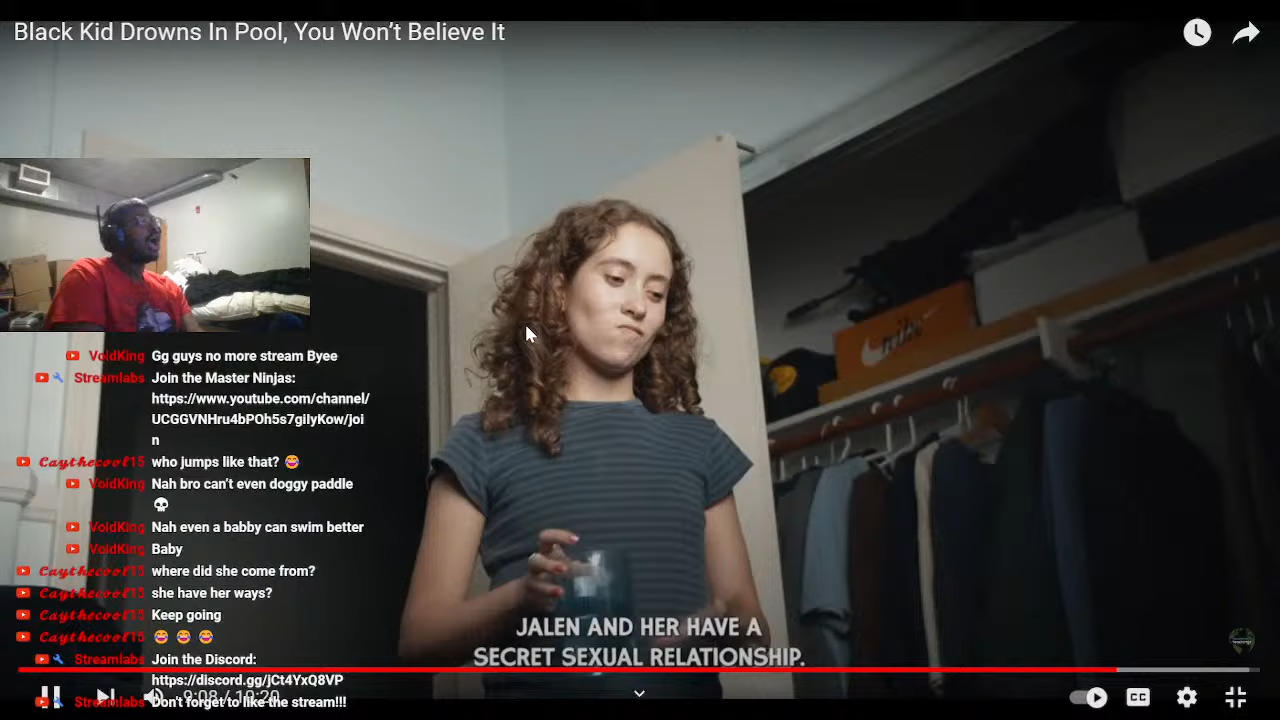 Black Kid Drowns In Pool, You Won’t Believe It
VoidKing Gg guys no more stream Byee
Streamlabs Join the Master Ninjas:
https://www.youtube.com/channel/
UCGGVNHru4bPOh5s7gilyKow/joi
n
Caythecool15 who jumps like that? 😂
VoidKing Nah bro can’t even doggy paddle
💀
VoidKing Nah even a babby can swim better
VoidKing Baby
Caythecool15 where did she come from?
Caythecool15 she have her ways?
Caythecool15 Keep going
Caythecool15 😂 😂 😂
Streamlabs Join the Discord:
https://discord.gg/jCt4YxQ8VP
Streamlabs Don't forget to like the stream!!!
NIKE
JALEN AND HER HAVE A
SECRET SEXUAL RELATIONSHIP.
9:08 / 10:20
CC